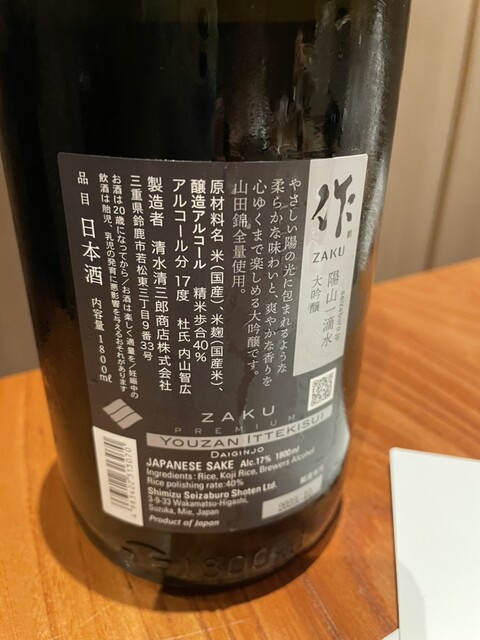 作
ZAKU
陽山一滴水
大吟醸
やさしい陽の光に包まれるような
柔らかな味わいと、爽やかな香りを
心ゆくまで楽しめる大吟醸です。
山田錦全量使用。
原材料名 米（国産）、米麹（国産米）、
醸造アルコール 精米歩合40%
アルコール分 17度 杜氏 内山智広
製造者 清水清三郎商店株式会社
三重県鈴鹿市若松東三丁目9番33号
お酒は20歳になってから/お酒は楽しく適量を/妊娠中の
飲酒は胎児、乳児の発育に悪影響を与えるおそれがあります
品目 日本酒 内容量 1800ml
ZAKU
PREMIUM
YOUZAN ITTEKISUI
DAIGINJO
JAPANESE SAKE Alc.17% 1800ml
Ingredients: Rice, Koji Rice, Brewers Alcohol
Rice polishing rate:40%
Shimizu Seizaburo Shoten Ltd.
3-9-33 Wakamatsu-Higashi,
Suzuka, Mie, Japan
Product of Japan